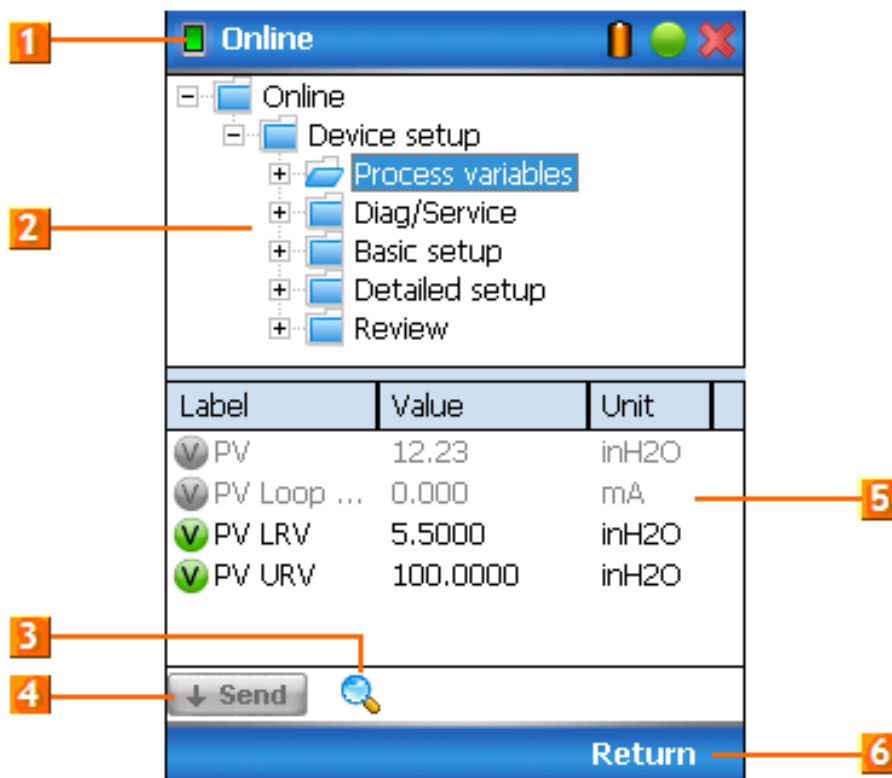 1
Online
Online
Device setup
Process variables
2
Diag/Service
Basic setup
Detailed setup
Review
Label Value Unit
V PV 12.23 inH2O
V PV Loop ... 0.000 mA
5
V PV LRV 5.5000 inH2O
V PV URV 100.0000 inH2O
3
4
Send
Return
6